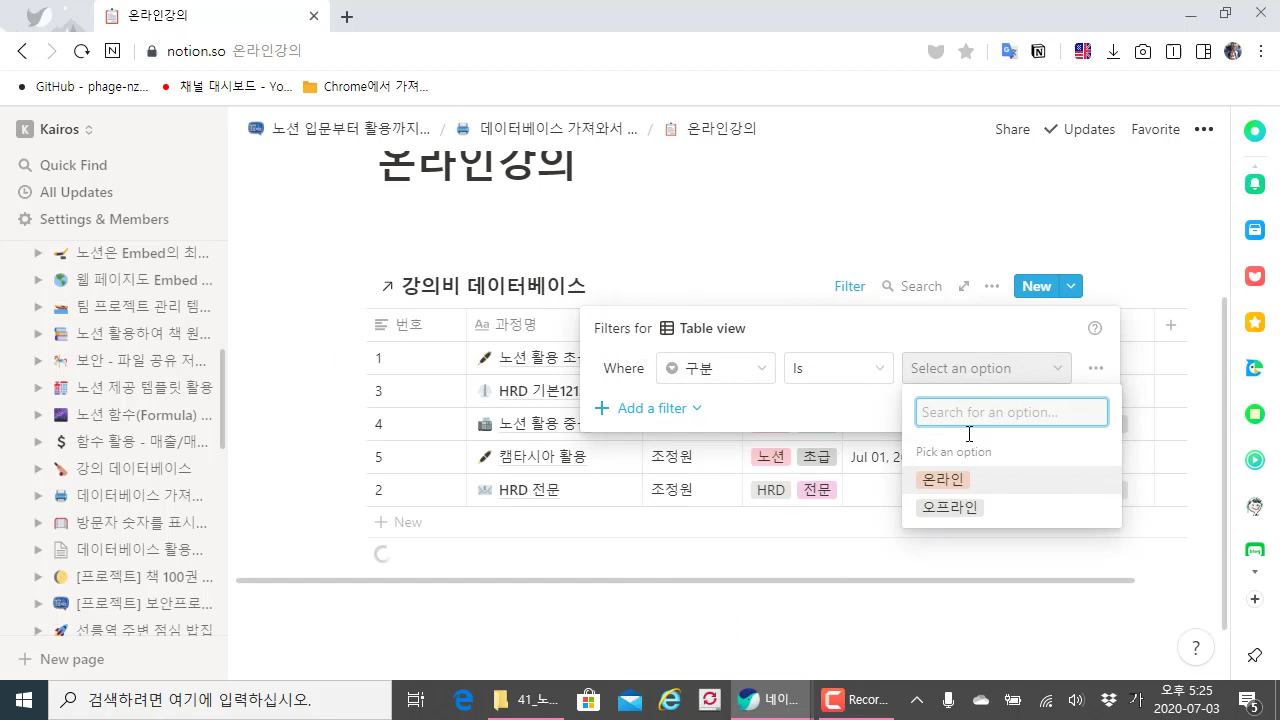 온라인강의
notion.so 온라인강의
GitHub - phage-nz...
채널 대시보드 - Yo...
Chrome에서 가져...
K Kairos
노션 입문부터 활용까지... / 데이터베이스 가져와서 ... / 온라인강의
Share Updates Favorite •••
Quick Find
All Updates
Settings & Members
노션은 Embed의 최...
웹 페이지도 Embed ...
팀 프로젝트 관리 템...
노션 활용하여 책 원...
보안 - 파일 공유 저...
노션 제공 템플릿 활용
노션 함수(Formula) ...
함수 활용 - 매출/매...
강의 데이터베이스
데이터베이스 가져...
방문자 숫자를 표시...
데이터베이스 활용...
[프로젝트] 책 100권 ...
[프로젝트] 보안프로...
선릉역 주변 점심 밥집
New page
온라인강의
강의비 데이터베이스
Filter Search ••• New
번호 Aa 과정명
1 노션 활용 초
3 HRD 기본121
4 노션 활용 중
5 캠타시아 활용 조정원 노션 초급 Jul 01, 2
2 HRD 전문 조정원 HRD 전문
New
Filters for Table view
Where 구분 Is Select an option •••
Add a filter
Search for an option...
Pick an option
온라인
오프라인
?
검색하려면 여기에 입력하십시오.
41_노...
네이...
Recor...
가
오후 5:25
2020-07-03
5